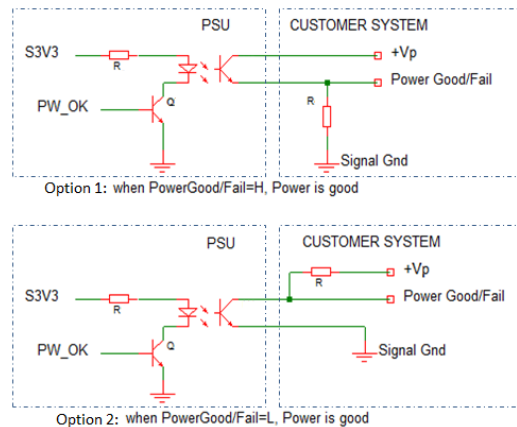 PSU
CUSTOMER SYSTEM
S3V3
R
+Vp
Power Good/Fail
PW_OK
Q
R
Signal Gnd
Option 1: when PowerGood/Fail=H, Power is good
PSU
CUSTOMER SYSTEM
R
+Vp
S3V3
R
Power Good/Fail
PW_OK
Q
Signal Gnd
Option 2: when PowerGood/Fail=L, Power is good